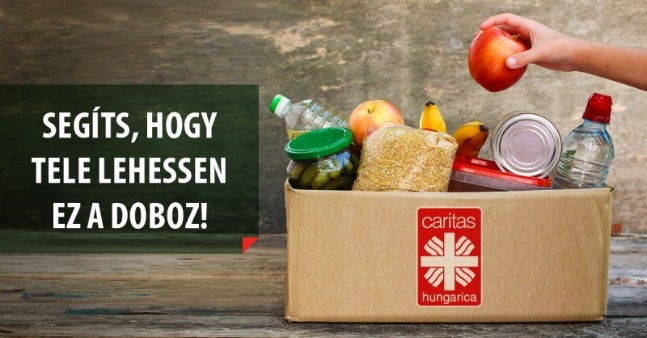 SEGÍTS, HOGY
TELE LEHESSEN
EZ A DOBOZ!
caritas
hungarica